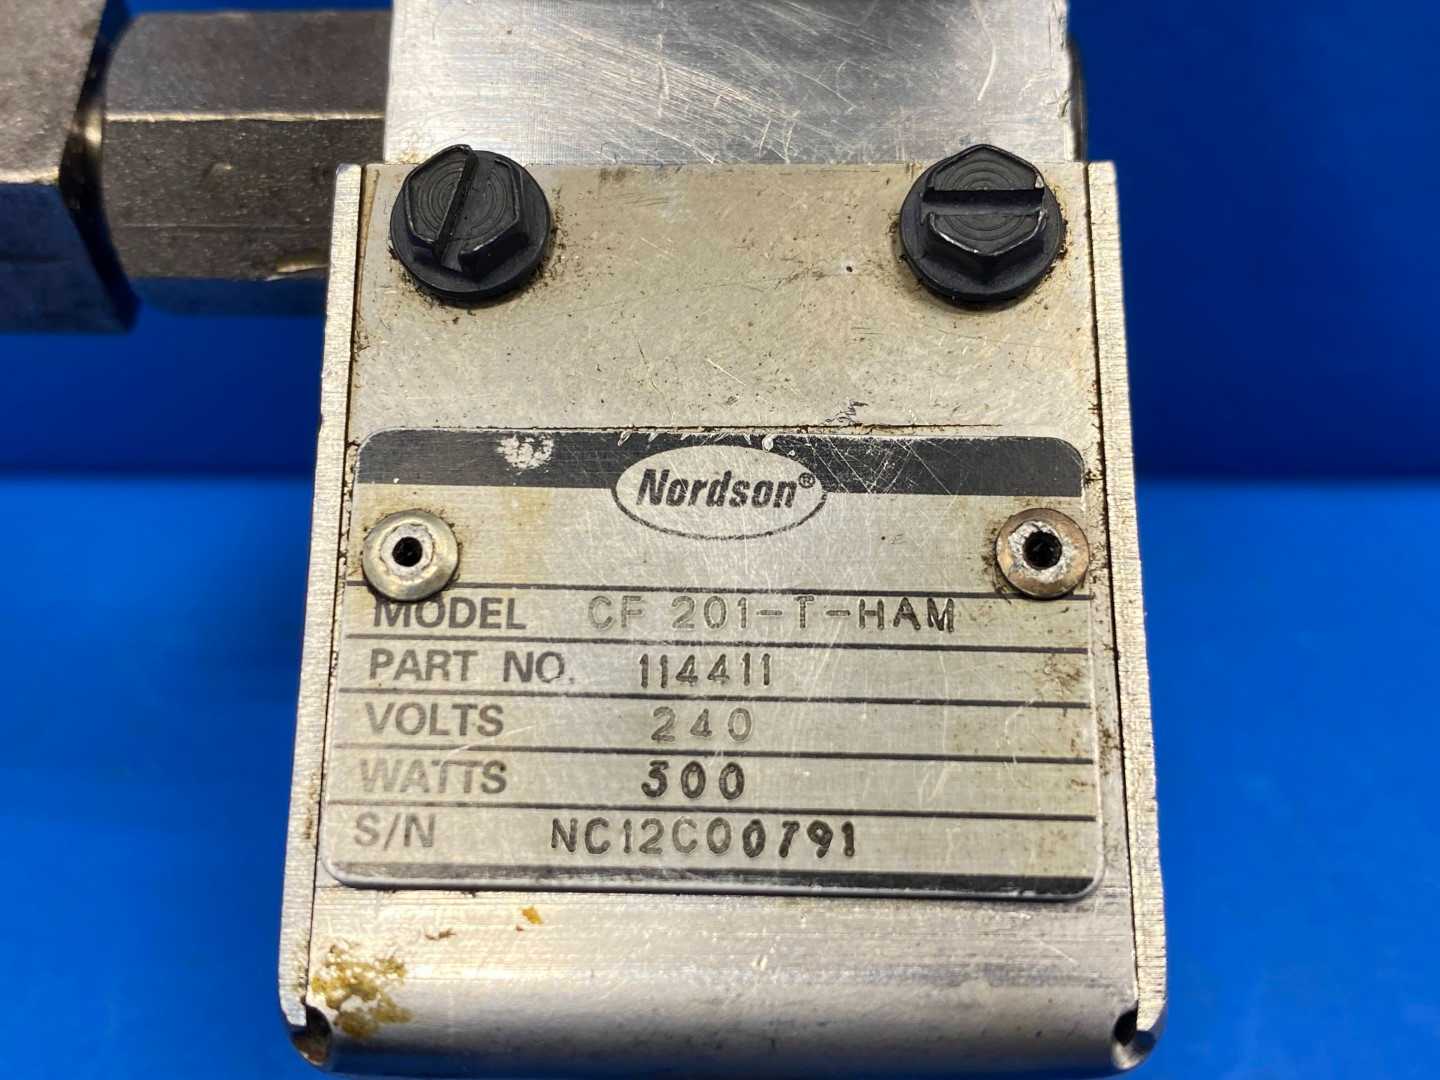 Nordson®
MODEL CF 201-T-HAM
PART NO. 114411
VOLTS 240
WATTS 300
S/N NC12C00791